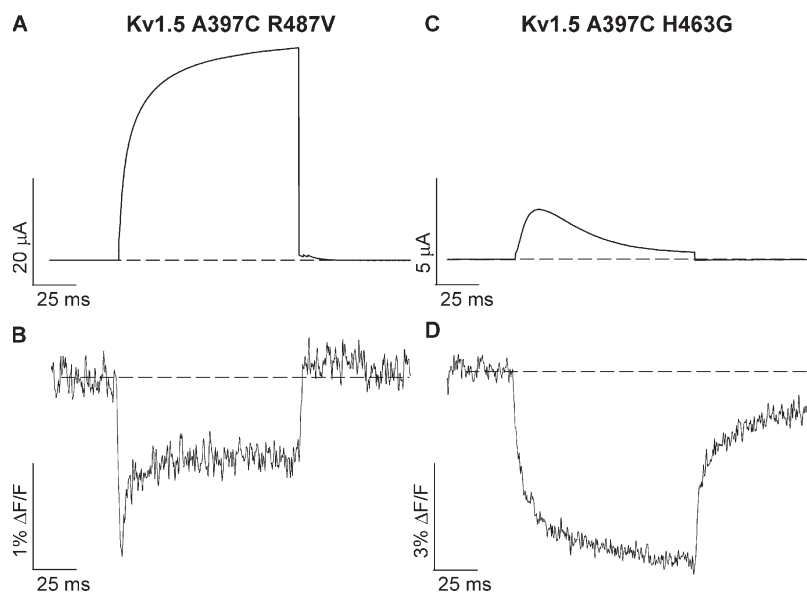 A Kv1.5 A397C R487V
C Kv1.5 A397C H463G
20 µA
25 ms
5 µA
25 ms
B
D
1% ΔF/F
25 ms
3% ΔF/F
25 ms